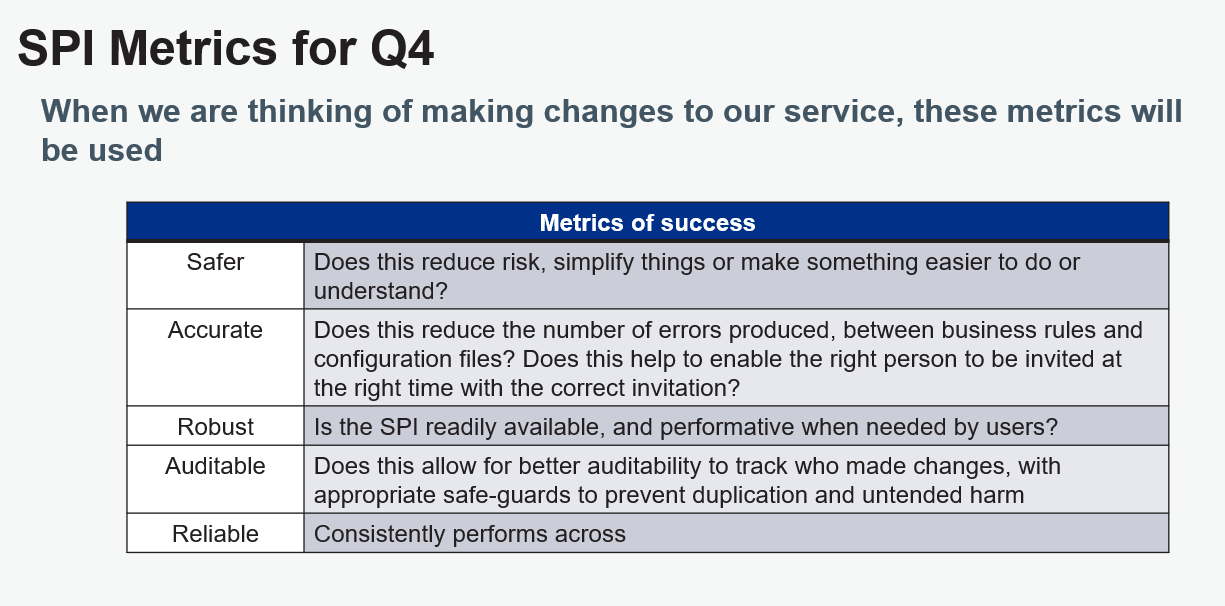 SPI Metrics for Q4
When we are thinking of making changes to our service, these metrics will
be used
Metrics of success
Safer
Does this reduce risk, simplify things or make something easier to do or
understand?
Accurate
Does this reduce the number of errors produced, between business rules and
configuration files? Does this help to enable the right person to be invited at
the right time with the correct invitation?
Robust
Is the SPI readily available, and performative when needed by users?
Auditable
Does this allow for better auditability to track who made changes, with
appropriate safe-guards to prevent duplication and untended harm
Reliable
Consistently performs across